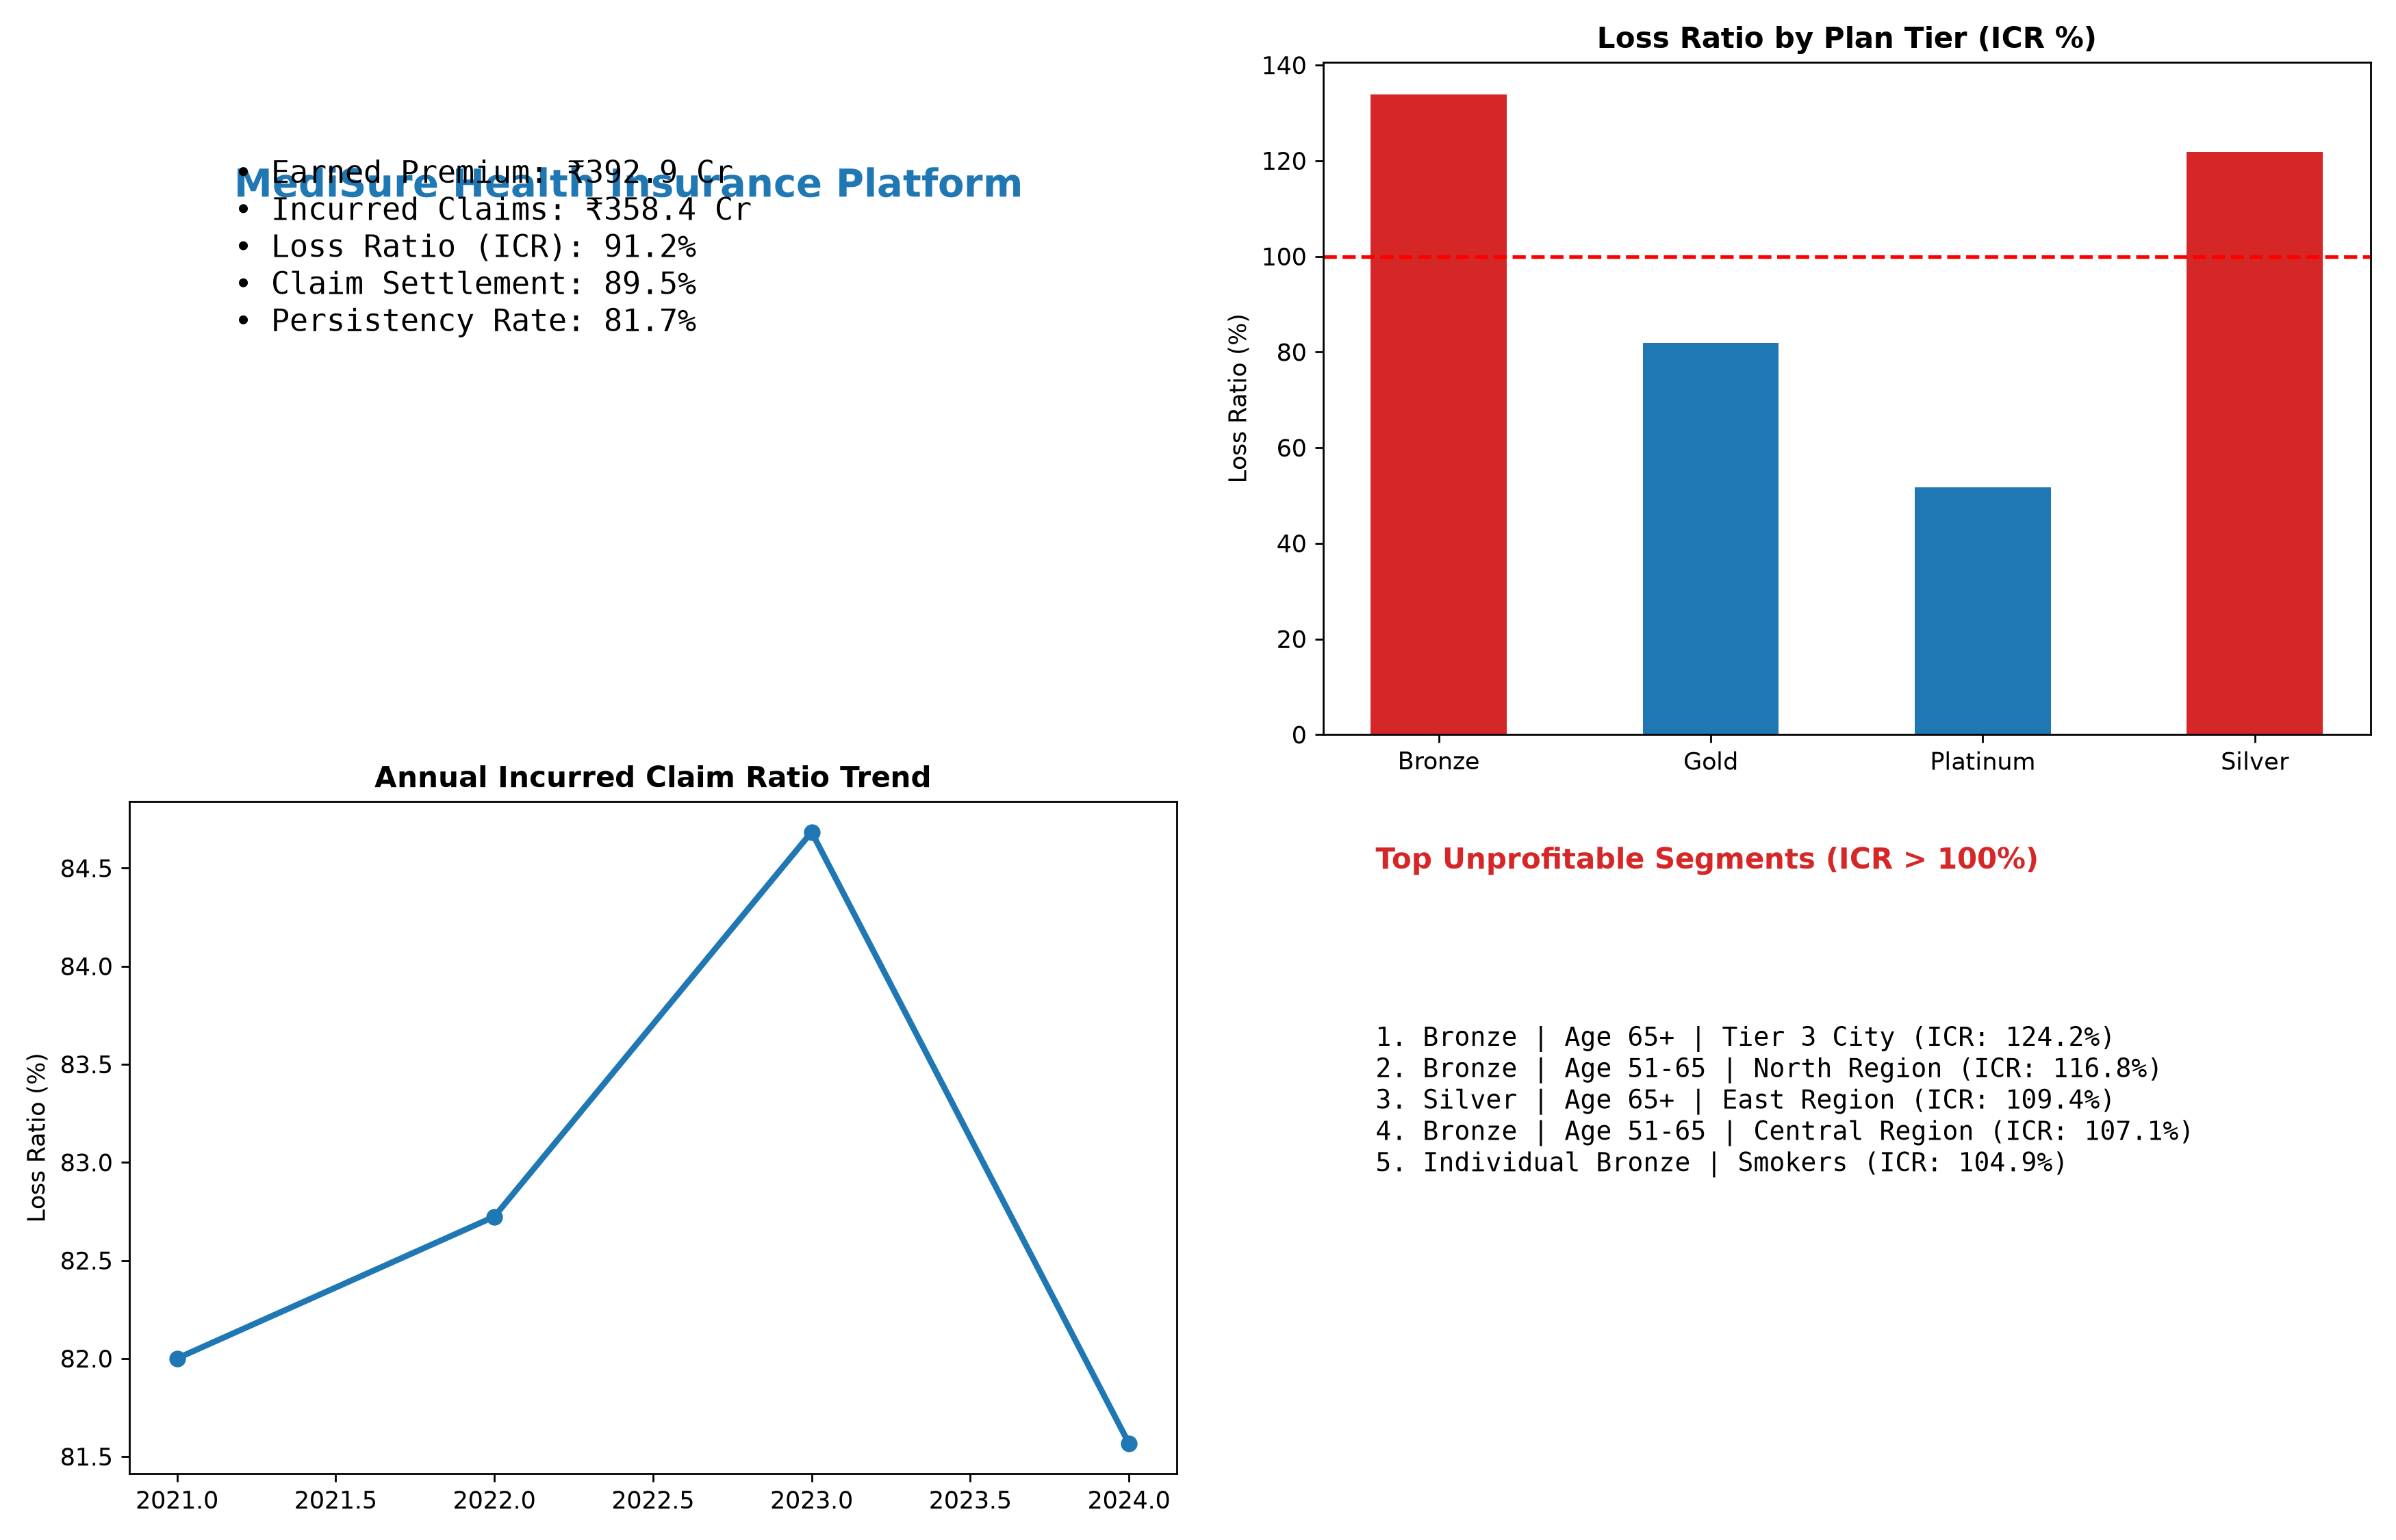 MediSure Health Insurance Platform
• Earned Premium: ₹392.9 Cr
• Incurred Claims: ₹358.4 Cr
• Loss Ratio (ICR): 91.2%
• Claim Settlement: 89.5%
• Persistency Rate: 81.7%
Loss Ratio by Plan Tier (ICR %)
Loss Ratio (%)
140
120
100
80
60
40
20
0
Bronze Gold Platinum Silver
Annual Incurred Claim Ratio Trend
Loss Ratio (%)
84.5
84.0
83.5
83.0
82.5
82.0
81.5
2021.0 2021.5 2022.0 2022.5 2023.0 2023.5 2024.0
Top Unprofitable Segments (ICR > 100%)
1. Bronze | Age 65+ | Tier 3 City (ICR: 124.2%)
2. Bronze | Age 51-65 | North Region (ICR: 116.8%)
3. Silver | Age 65+ | East Region (ICR: 109.4%)
4. Bronze | Age 51-65 | Central Region (ICR: 107.1%)
5. Individual Bronze | Smokers (ICR: 104.9%)